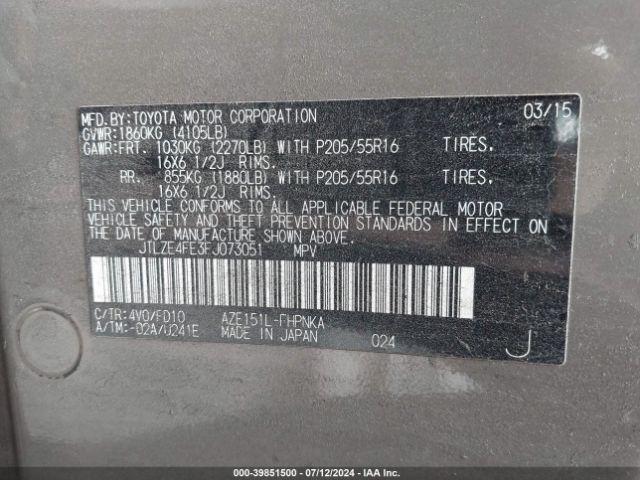 MFD.BY:TOYOTA MOTOR CORPORATION 03/15
GVWR:1860KG (4105LB)
GAWR:FRT. 1030KG (2270LB) WITH P205/55R16 TIRES.
16X6 1/2J RIMS.
RR. 855KG (1880LB) WITH P205/55R16 TIRES.
16X6 1/2J RIMS.
THIS VEHICLE CONFORMS TO ALL APPLICABLE FEDERAL MOTOR
VEHICLE SAFETY AND THEFT PREVENTION STANDARDS IN EFFECT ON
THE DATE OF MANUFACTURE SHOWN ABOVE.
JTLZE4FE3FJ073051 MPV
C/TR:4V0/FD10 AZE151L-FHPNKA
A/TM:-02A/U241E MADE IN JAPAN 024 J
000-39851500 | 07/12/2024 | IAAI.com